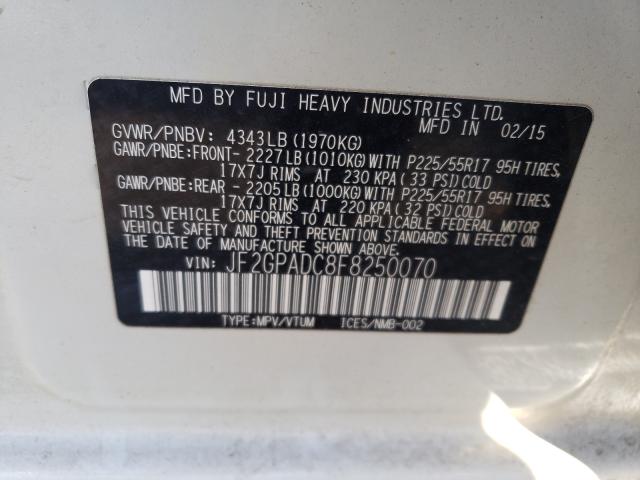 MFD BY FUJI HEAVY INDUSTRIES LTD.
MFD IN 02/15
GVWR/PNBV: 4343LB(1970KG)
GAWR/PNBE:FRONT-2227LB(1010KG)WITH P225/55R17 95H TIRES,
17X7J RIMS AT 230 KPA (33 PSI)COLD
GAWR/PNBE:REAR -2205LB(1000KG)WITH P225/55R17 95H TIRES,
17X7J RIMS AT 220 KPA(32 PSI)COLD
THIS VEHICLE CONFORMS TO ALL APPLICABLE FEDERAL MOTOR
VEHICLE SAFETY AND THEFT REGULATIONS IN EFFECT ON
THE DATE OF MANUFACTURE SHOWN ABOVE.
VIN: JF2GPADC8F8250070
TYPE:MPV/VTUM ICES/NMB-002